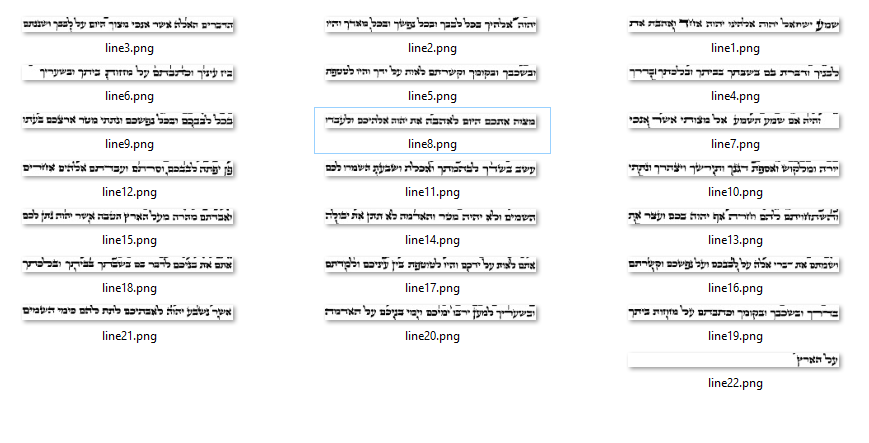 שמע ישראל יהוה אלהינו יהוה אחד ואהבת את
line1.png
יהוה אלהיך בכל לבבך ובכל נפשך ובכל מאדך והיו
line2.png
הדברים האלה אשר אנכי מצוך היום על לבבך ושננתם
line3.png
לבניך ודברת בם בשבתך בביתך ובלכתך בדרך
line4.png
ובשכבך ובקומך וקשרתם לאות על ידך והיו לטטפת
line5.png
בין עיניך וכתבתם על מזזות ביתך ובשעריך
line6.png
והיה אם שמע תשמעו אל מצותי אשר אנכי
line7.png
מצוה אתכם היום לאהבה את יהוה אלהיכם ולעבדו
line8.png
בכל לבבכם ובכל נפשכם ונתתי מטר ארצכם בעתו
line9.png
יורה ומלקוש ואספת דגנך ותירשך ויצהרך ונתתי
line10.png
עשב בשדך לבהמתך ואכלת ושבעת השמרו לכם
line11.png
פן יפתה לבבכם וסרתם ועבדתם אלהים אחרים
line12.png
והשתחויתם להם וחרה אף יהוה בכם ועצר את
line13.png
השמים ולא יהיה מטר והאדמה לא תתן את יבולה
line14.png
ואבדתם מהרה מעל הארץ הטבה אשר יהוה נתן לכם
line15.png
ושמתם את דברי אלה על לבבכם ועל נפשכם וקשרתם
line16.png
אתם לאות על ידכם והיו לטוטפת בין עיניכם ולמדתם
line17.png
אתם את בניכם לדבר בם בשבתך בביתך ובלכתך
line18.png
בדרך ובשכבך ובקומך וכתבתם על מזוזות ביתך
line19.png
ובשעריך למען ירבו ימיכם וימי בניכם על האדמה
line20.png
אשר נשבע יהוה לאבתיכם לתת להם כימי השמים
line21.png
על הארץ
line22.png